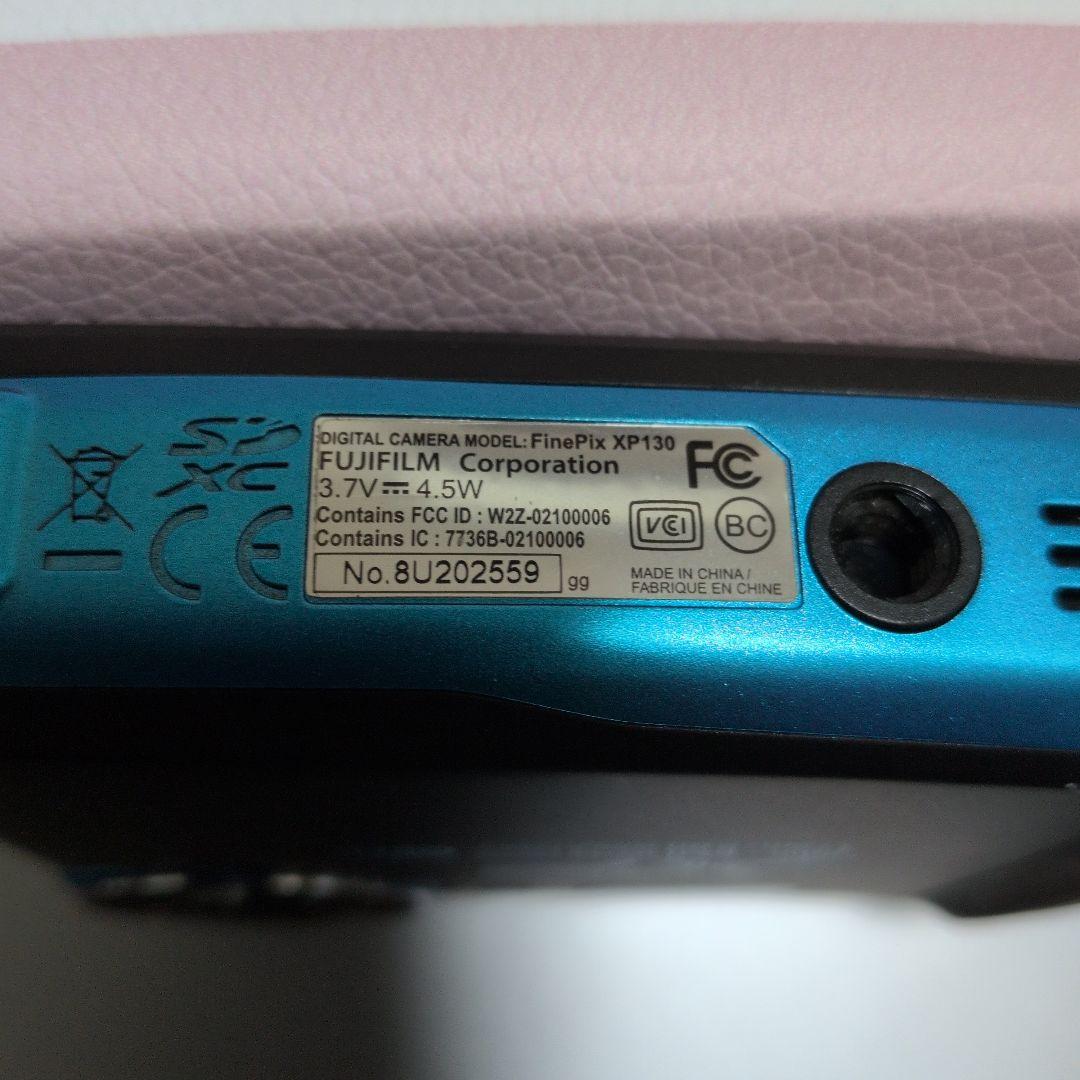 SD
XC
CE
DIGITAL CAMERA MODEL: FinePix XP130
FUJIFILM Corporation
3.7V⎓4.5W
Contains FCC ID : W2Z-02100006
Contains IC : 7736B-02100006
No.8U202559 gg
FC
VCI
BC
MADE IN CHINA /
FABRIQUE EN CHINE